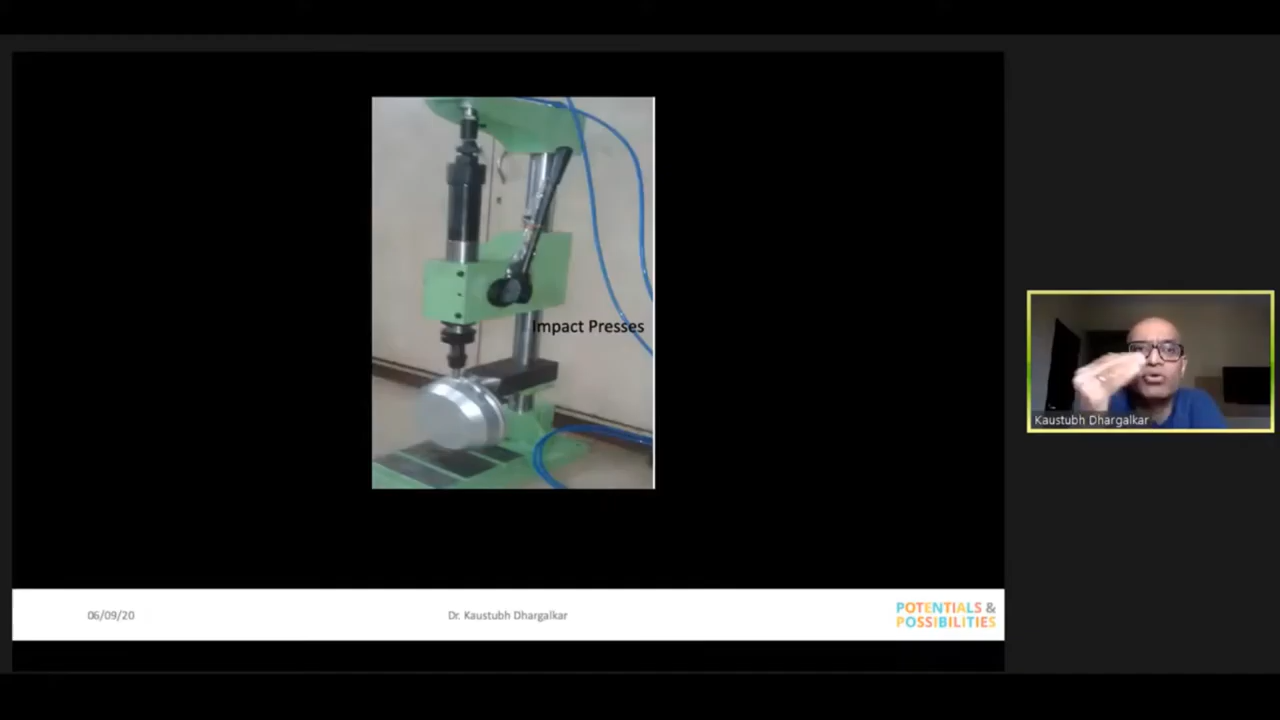 Impact Presses
Kaustubh Dhargalkar
06/09/20
Dr. Kaustubh Dhargalkar
POTENTIALS &
POSSIBILITIES